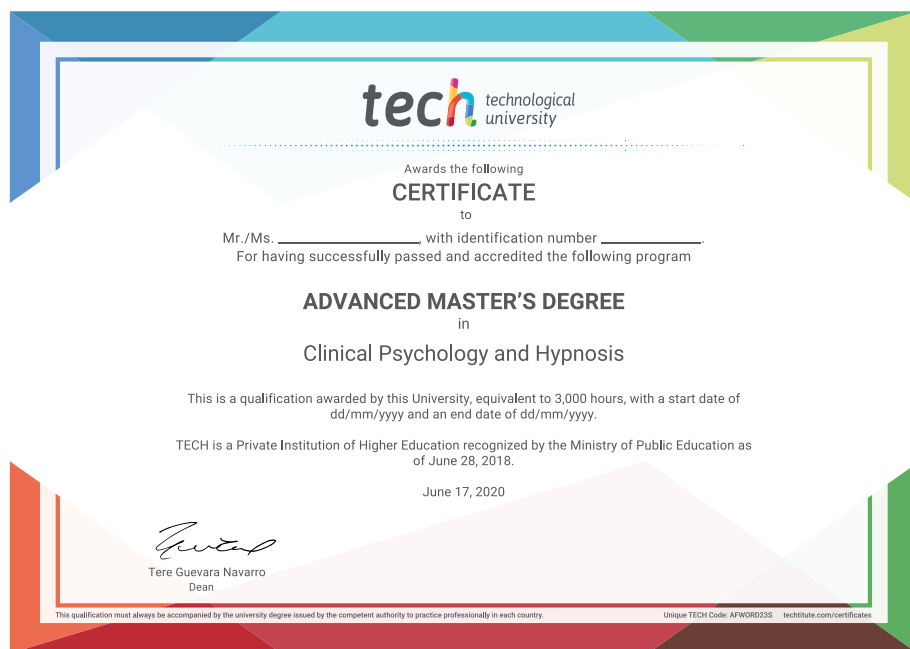 tech technological
university
Awards the following
CERTIFICATE
to
Mr./Ms. ____________________, with identification number ______________.
For having successfully passed and accredited the following program
ADVANCED MASTER'S DEGREE
in
Clinical Psychology and Hypnosis
This is a qualification awarded by this University, equivalent to 3,000 hours, with a start date of
dd/mm/yyyy and an end date of dd/mm/yyyy.
TECH is a Private Institution of Higher Education recognized by the Ministry of Public Education as
of June 28, 2018.
June 17, 2020
Tere Guevara Navarro
Dean
This qualification must always be accompanied by the university degree issued by the competent authority to practice professionally in each country. Unique TECH Code: AFWORD23S techtitute.com/certificates